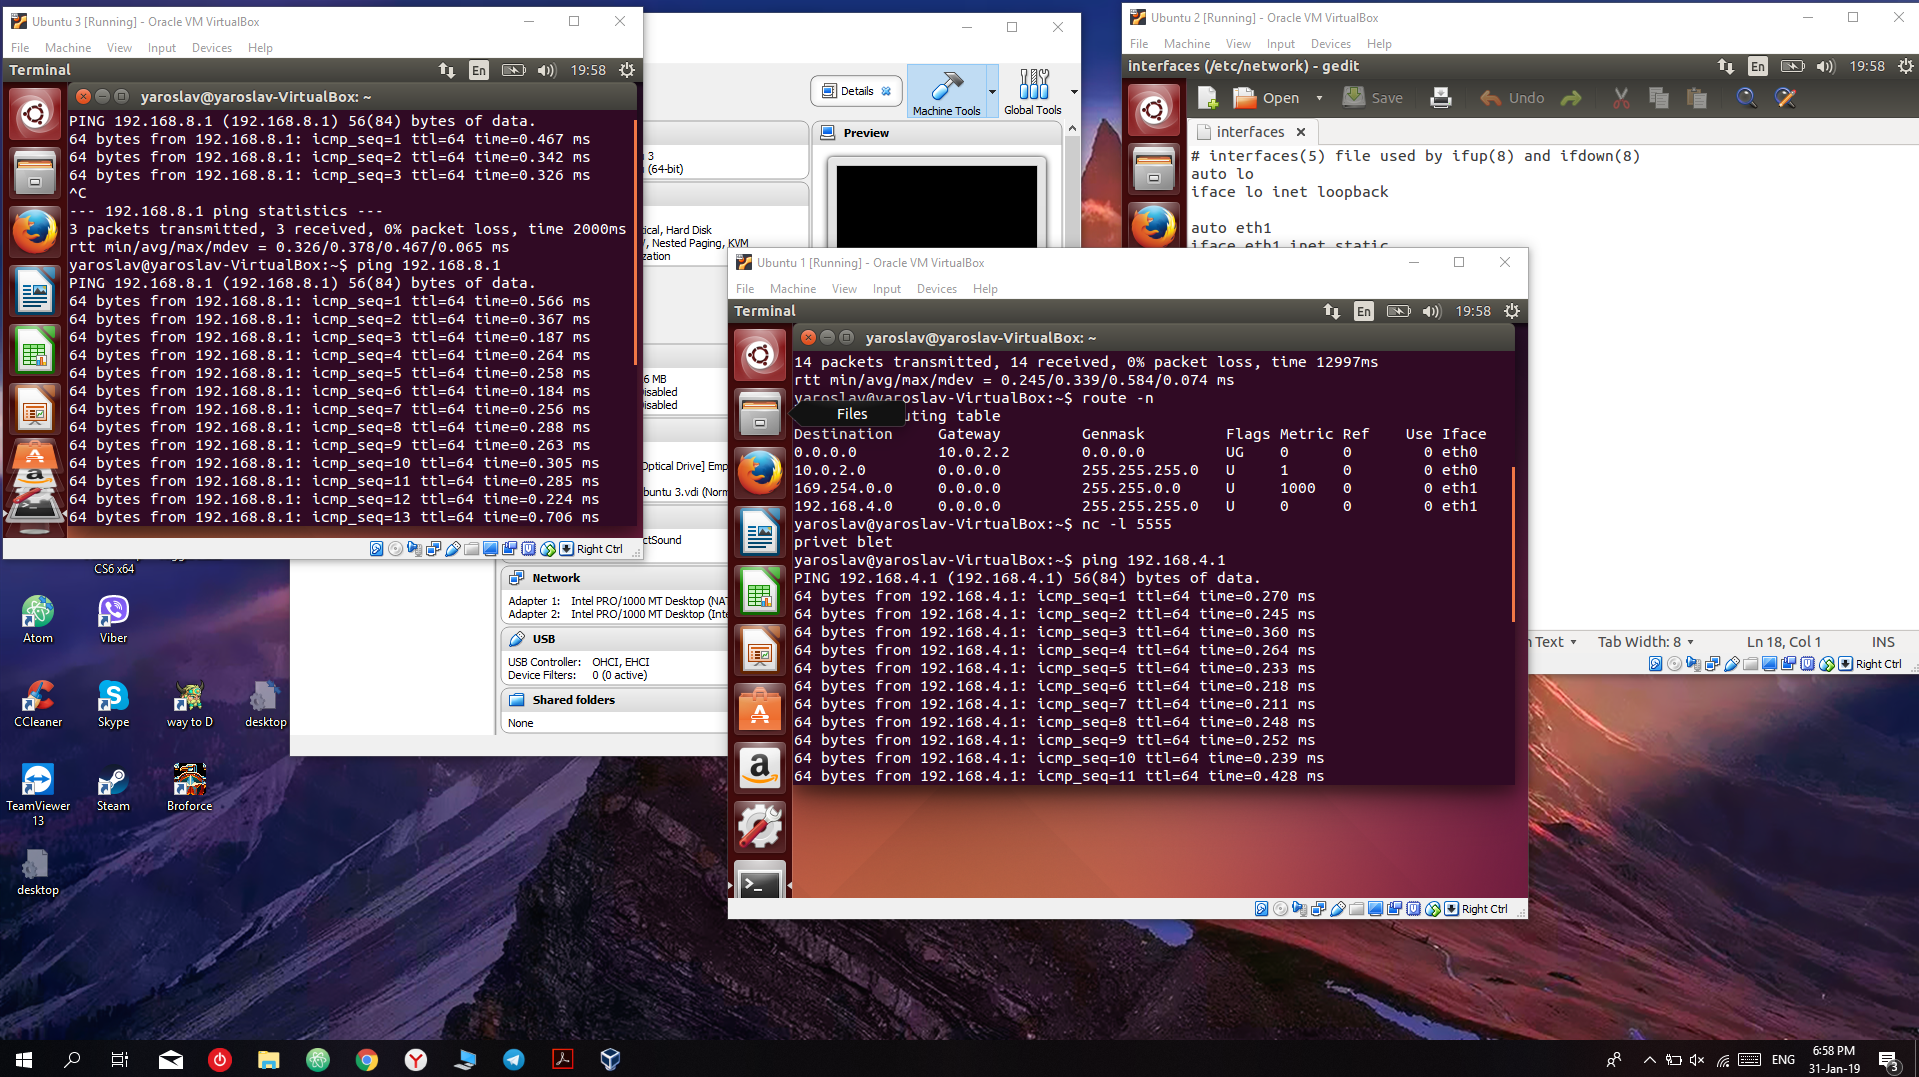 Ubuntu 3 [Running] - Oracle VM VirtualBox
File Machine View Input Devices Help
Terminal
En
19:58
yaroslav@yaroslav-VirtualBox: ~
PING 192.168.8.1 (192.168.8.1) 56(84) bytes of data.
64 bytes from 192.168.8.1: icmp_seq=1 ttl=64 time=0.467 ms
64 bytes from 192.168.8.1: icmp_seq=2 ttl=64 time=0.342 ms
64 bytes from 192.168.8.1: icmp_seq=3 ttl=64 time=0.326 ms
^C
--- 192.168.8.1 ping statistics ---
3 packets transmitted, 3 received, 0% packet loss, time 2000ms
rtt min/avg/max/mdev = 0.326/0.378/0.467/0.065 ms
yaroslav@yaroslav-VirtualBox:~$ ping 192.168.8.1
PING 192.168.8.1 (192.168.8.1) 56(84) bytes of data.
64 bytes from 192.168.8.1: icmp_seq=1 ttl=64 time=0.566 ms
64 bytes from 192.168.8.1: icmp_seq=2 ttl=64 time=0.367 ms
64 bytes from 192.168.8.1: icmp_seq=3 ttl=64 time=0.187 ms
64 bytes from 192.168.8.1: icmp_seq=4 ttl=64 time=0.264 ms
64 bytes from 192.168.8.1: icmp_seq=5 ttl=64 time=0.258 ms
64 bytes from 192.168.8.1: icmp_seq=6 ttl=64 time=0.184 ms
64 bytes from 192.168.8.1: icmp_seq=7 ttl=64 time=0.256 ms
64 bytes from 192.168.8.1: icmp_seq=8 ttl=64 time=0.288 ms
64 bytes from 192.168.8.1: icmp_seq=9 ttl=64 time=0.263 ms
64 bytes from 192.168.8.1: icmp_seq=10 ttl=64 time=0.305 ms
64 bytes from 192.168.8.1: icmp_seq=11 ttl=64 time=0.285 ms
64 bytes from 192.168.8.1: icmp_seq=12 ttl=64 time=0.224 ms
64 bytes from 192.168.8.1: icmp_seq=13 ttl=64 time=0.706 ms
Right Ctrl
Details
Machine Tools
Global Tools
Preview
3
(64-bit)
ical, Hard Disk
, Nested Paging, KVM
ization
6 MB
isabled
isabled
Optical Drive] Emp
buntu 3.vdi (Norm
ctSound
Network
Adapter 1: Intel PRO/1000 MT Desktop (NA
Adapter 2: Intel PRO/1000 MT Desktop (Inte
USB
USB Controller: OHCI, EHCI
Device Filters: 0 (0 active)
Shared folders
None
Ubuntu 2 [Running] - Oracle VM VirtualBox
File Machine View Input Devices Help
interfaces (/etc/network) - gedit
En
19:58
Open
Save
Undo
interfaces
# interfaces(5) file used by ifup(8) and ifdown(8)
auto lo
iface lo inet loopback
auto eth1
iface eth1 inet static
n Text Tab Width: 8 Ln 18, Col 1 INS
Right Ctrl
Ubuntu 1 [Running] - Oracle VM VirtualBox
File Machine View Input Devices Help
Terminal
En
19:58
yaroslav@yaroslav-VirtualBox: ~
14 packets transmitted, 14 received, 0% packet loss, time 12997ms
rtt min/avg/max/mdev = 0.245/0.339/0.584/0.074 ms
yaroslav@yaroslav-VirtualBox:~$ route -n
Files
uting table
Destination Gateway Genmask Flags Metric Ref Use Iface
0.0.0.0 10.0.2.2 0.0.0.0 UG 0 0 0 eth0
10.0.2.0 0.0.0.0 255.255.255.0 U 1 0 0 eth0
169.254.0.0 0.0.0.0 255.255.0.0 U 1000 0 0 eth1
192.168.4.0 0.0.0.0 255.255.255.0 U 0 0 0 eth1
yaroslav@yaroslav-VirtualBox:~$ nc -l 5555
privet blet
yaroslav@yaroslav-VirtualBox:~$ ping 192.168.4.1
PING 192.168.4.1 (192.168.4.1) 56(84) bytes of data.
64 bytes from 192.168.4.1: icmp_seq=1 ttl=64 time=0.270 ms
64 bytes from 192.168.4.1: icmp_seq=2 ttl=64 time=0.245 ms
64 bytes from 192.168.4.1: icmp_seq=3 ttl=64 time=0.360 ms
64 bytes from 192.168.4.1: icmp_seq=4 ttl=64 time=0.264 ms
64 bytes from 192.168.4.1: icmp_seq=5 ttl=64 time=0.233 ms
64 bytes from 192.168.4.1: icmp_seq=6 ttl=64 time=0.218 ms
64 bytes from 192.168.4.1: icmp_seq=7 ttl=64 time=0.211 ms
64 bytes from 192.168.4.1: icmp_seq=8 ttl=64 time=0.248 ms
64 bytes from 192.168.4.1: icmp_seq=9 ttl=64 time=0.252 ms
64 bytes from 192.168.4.1: icmp_seq=10 ttl=64 time=0.239 ms
64 bytes from 192.168.4.1: icmp_seq=11 ttl=64 time=0.428 ms
Right Ctrl
CS6 x64
Atom
Viber
CCleaner
Skype
way to D
desktop
TeamViewer
13
Steam
Broforce
desktop
ENG
6:58 PM
31-Jan-19
3